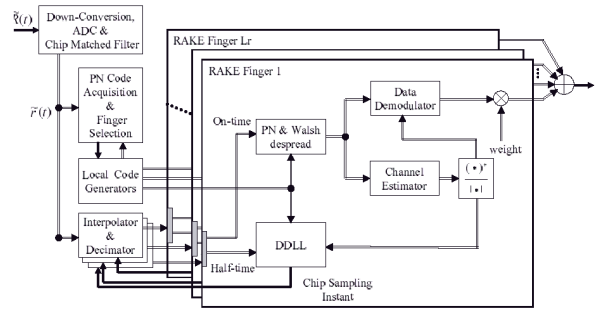 r̃(t)
Down-Conversion,
ADC &
Chip Matched Filter
RAKE Finger Lr
RAKE Finger 1
PN Code
Acquisition
&
Finger
Selection
r̃(t)
On-time
PN & Walsh
despread
Data
Demodulator
weight
Local Code
Generators
Channel
Estimator
(•)*
|•|
Interpolator
&
Decimator
DDLL
Half-time
Chip Sampling
Instant